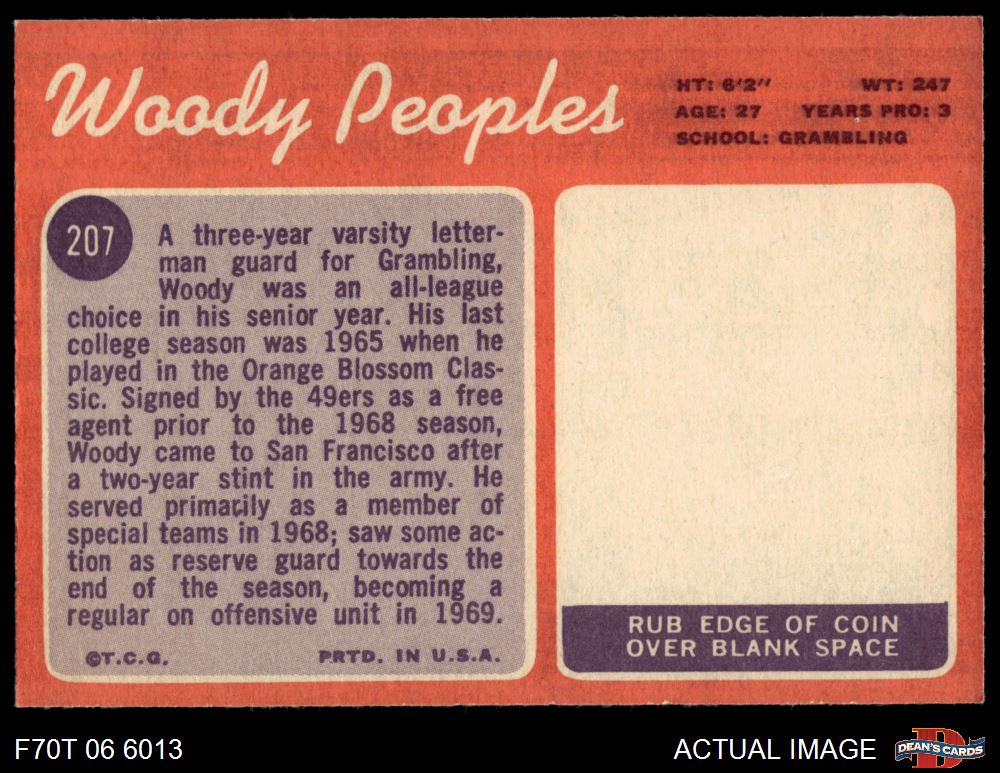 Woody Peoples
HT: 6'2" WT: 247
AGE: 27 YEARS PRO: 3
SCHOOL: GRAMBLING
207
A three-year varsity letter-
man guard for Grambling,
Woody was an all-league
choice in his senior year. His last
college season was 1965 when he
played in the Orange Blossom Clas-
sic. Signed by the 49ers as a free
agent prior to the 1968 season,
Woody came to San Francisco after
a two-year stint in the army. He
served primarily as a member of
special teams in 1968; saw some ac-
tion as reserve guard towards the
end of the season, becoming a
regular on offensive unit in 1969.
©T.C.G. PRTD. IN U.S.A.
RUB EDGE OF COIN
OVER BLANK SPACE
F70T 06 6013
ACTUAL IMAGE
D
DEAN'S CARDS